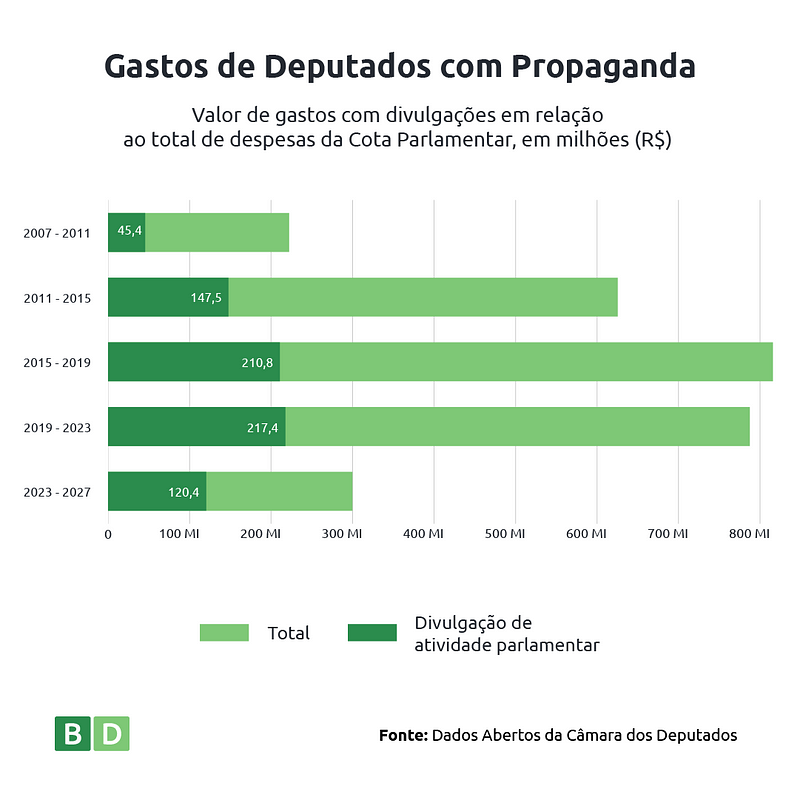 Gastos de Deputados com Propaganda
Valor de gastos com divulgações em relação
ao total de despesas da Cota Parlamentar, em milhões (R$)
2007 - 2011
45,4
2011 - 2015
147,5
2015 - 2019
210,8
2019 - 2023
217,4
2023 - 2027
120,4
0 100 MI 200 MI 300 MI 400 MI 500 MI 600 MI 700 MI 800 MI
Total
Divulgação de
atividade parlamentar
BD
Fonte: Dados Abertos da Câmara dos Deputados